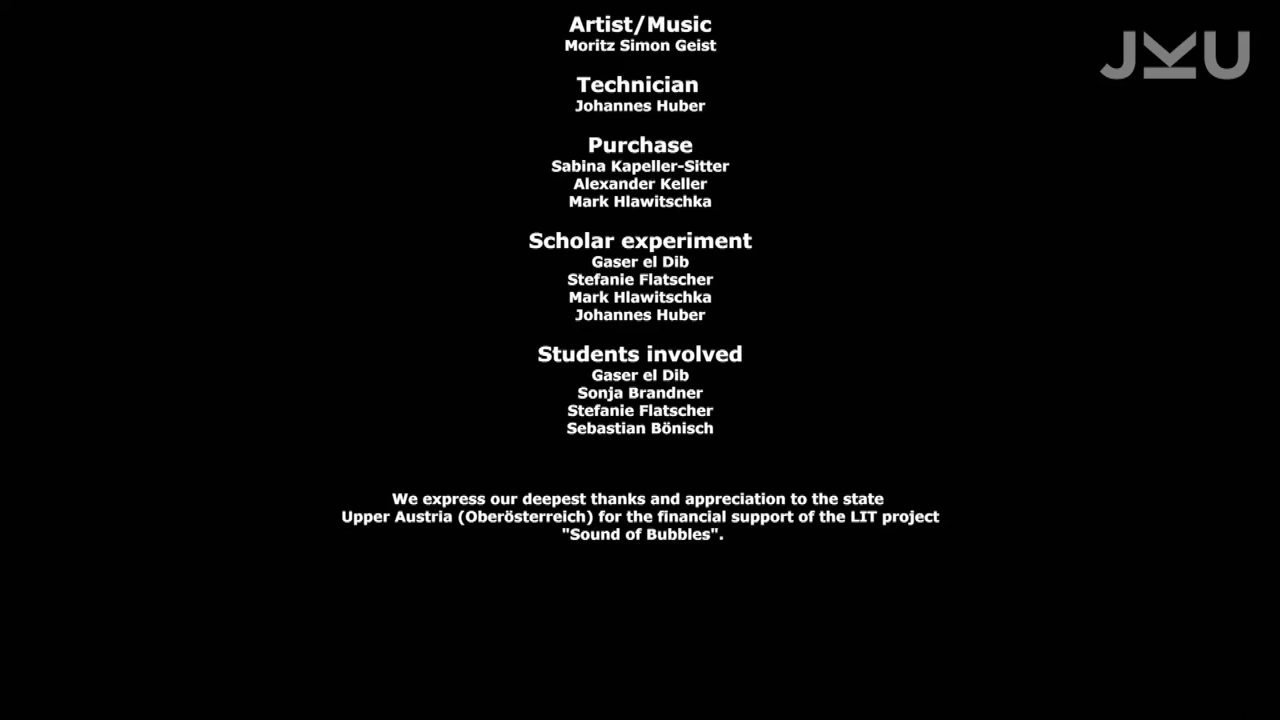 Artist/Music
Moritz Simon Geist
JKU
Technician
Johannes Huber
Purchase
Sabina Kapeller-Sitter
Alexander Keller
Mark Hlawitschka
Scholar experiment
Gaser el Dib
Stefanie Flatscher
Mark Hlawitschka
Johannes Huber
Students involved
Gaser el Dib
Sonja Brandner
Stefanie Flatscher
Sebastian Bönisch
We express our deepest thanks and appreciation to the state
Upper Austria (Oberösterreich) for the financial support of the LIT project
"Sound of Bubbles".